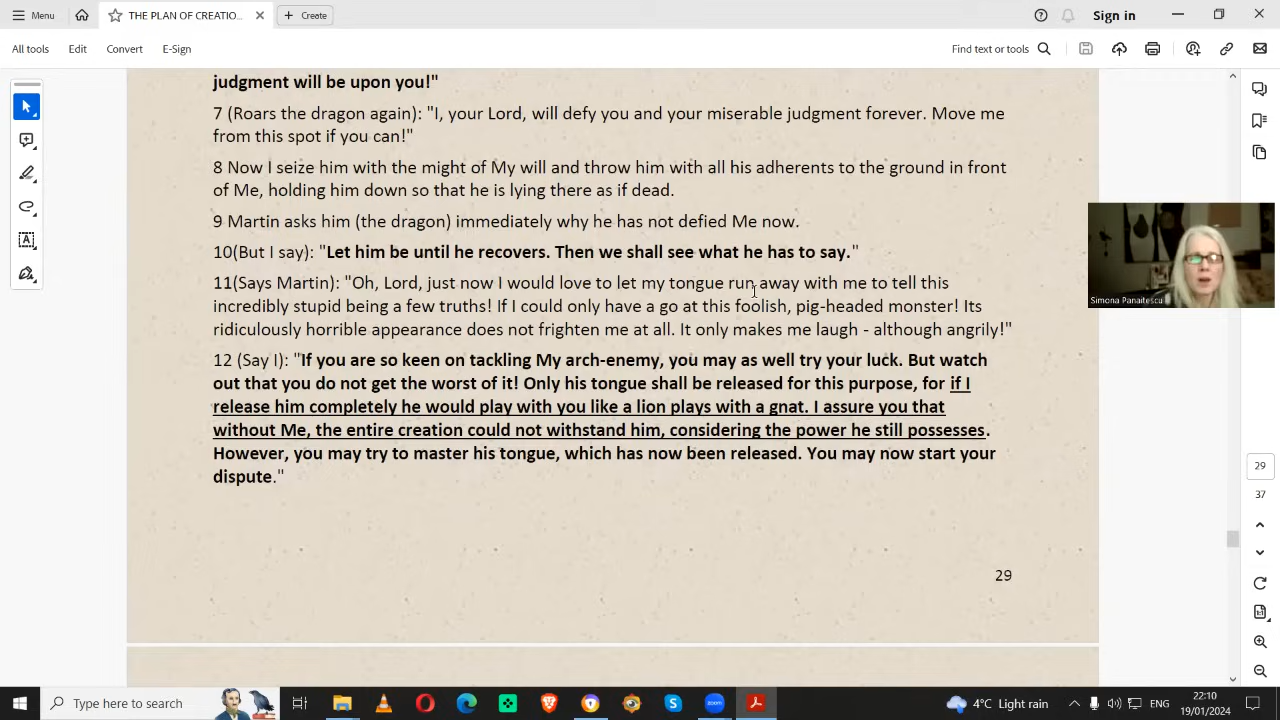 Menu
THE PLAN OF CREATIO...
Create
Sign in
All tools
Edit
Convert
E-Sign
Find text or tools
judgment will be upon you!"
7 (Roars the dragon again): "I, your Lord, will defy you and your miserable judgment forever. Move me
from this spot if you can!"
8 Now I seize him with the might of My will and throw him with all his adherents to the ground in front
of Me, holding him down so that he is lying there as if dead.
9 Martin asks him (the dragon) immediately why he has not defied Me now.
10(But I say): "Let him be until he recovers. Then we shall see what he has to say."
11(Says Martin): "Oh, Lord, just now I would love to let my tongue run away with me to tell this
incredibly stupid being a few truths! If I could only have a go at this foolish, pig-headed monster! Its
ridiculously horrible appearance does not frighten me at all. It only makes me laugh - although angrily!"
12 (Say I): "If you are so keen on tackling My arch-enemy, you may as well try your luck. But watch
out that you do not get the worst of it! Only his tongue shall be released for this purpose, for if I
release him completely he would play with you like a lion plays with a gnat. I assure you that
without Me, the entire creation could not withstand him, considering the power he still possesses.
However, you may try to master his tongue, which has now been released. You may now start your
dispute."
29
Simona Panaitescu
29
37
Type here to search
zoom
4°C Light rain
ENG
22:10
19/01/2024